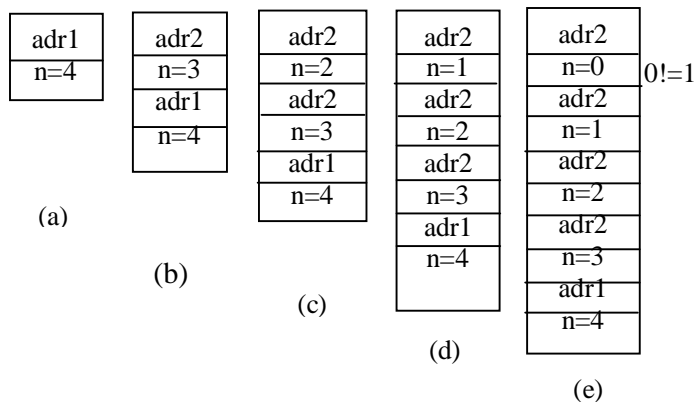 adr1
n=4
(a)
adr2
n=3
adr1
n=4
(b)
adr2
n=2
adr2
n=3
adr1
n=4
(c)
adr2
n=1
adr2
n=2
adr2
n=3
adr1
n=4
(d)
adr2
n=0
0!=1
adr2
n=1
adr2
n=2
adr2
n=3
adr1
n=4
(e)